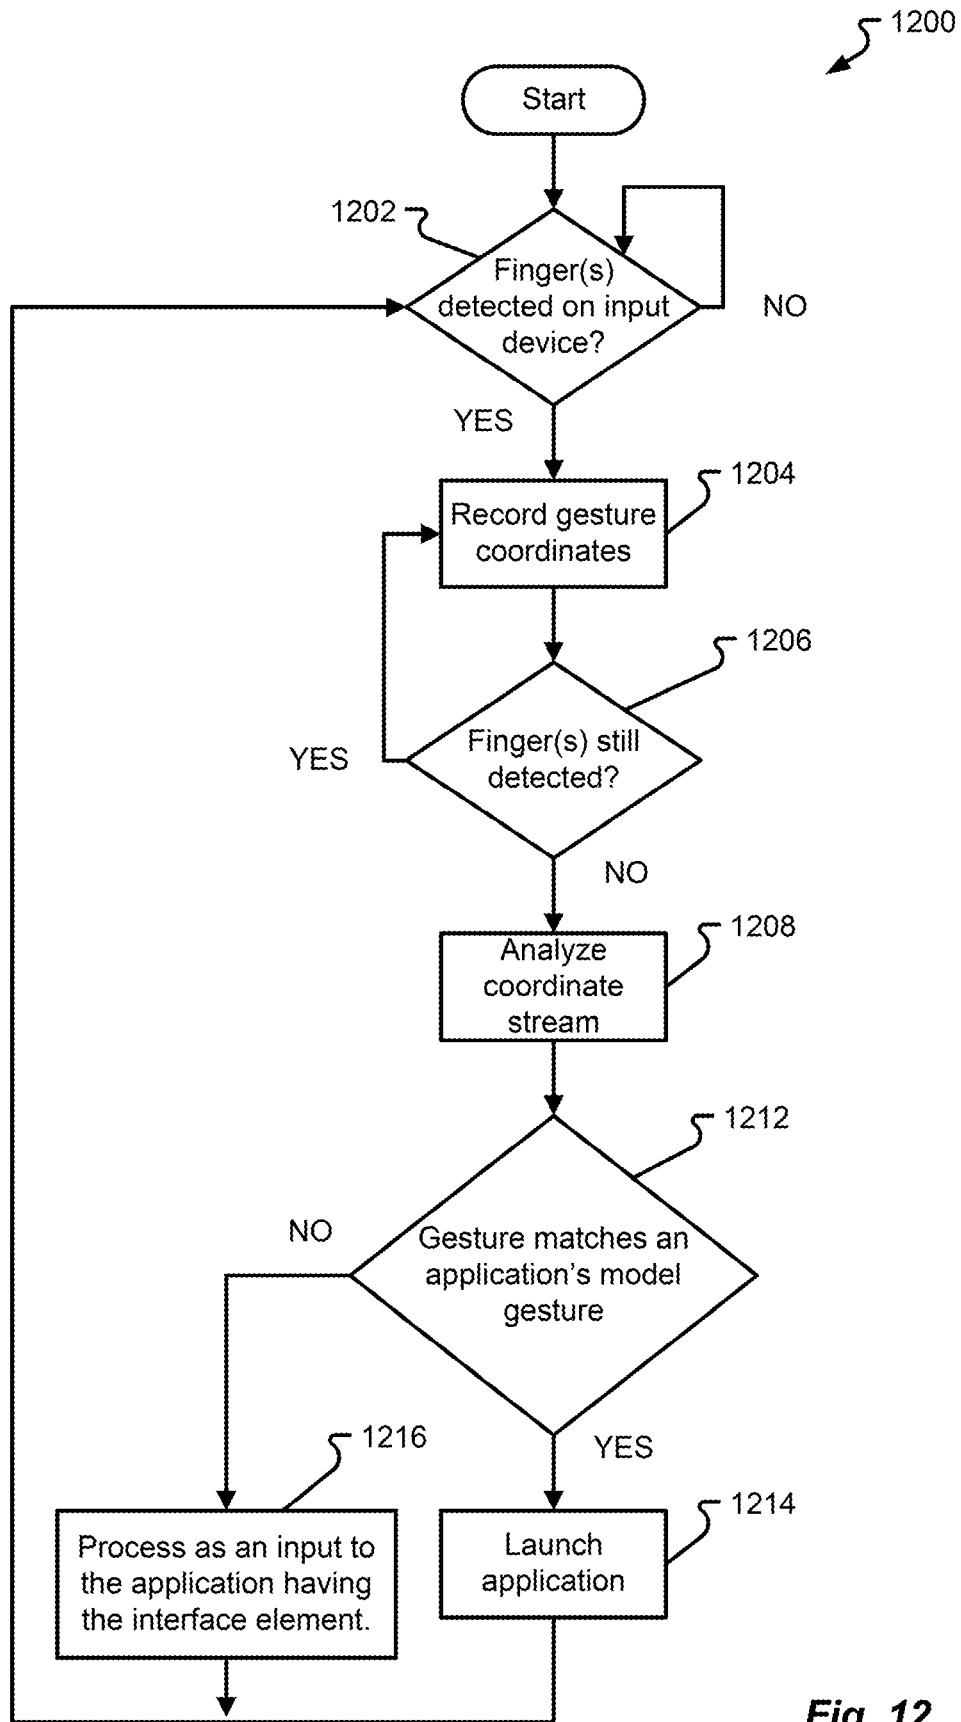 1200
Start
1202
Finger(s)
detected on input
device?
NO
YES
1204
Record gesture
coordinates
1206
Finger(s) still
detected?
YES
NO
1208
Analyze
coordinate
stream
1212
Gesture matches an
application's model
gesture
NO
YES
1216
Process as an input to
the application having
the interface element.
1214
Launch
application
Fig. 12